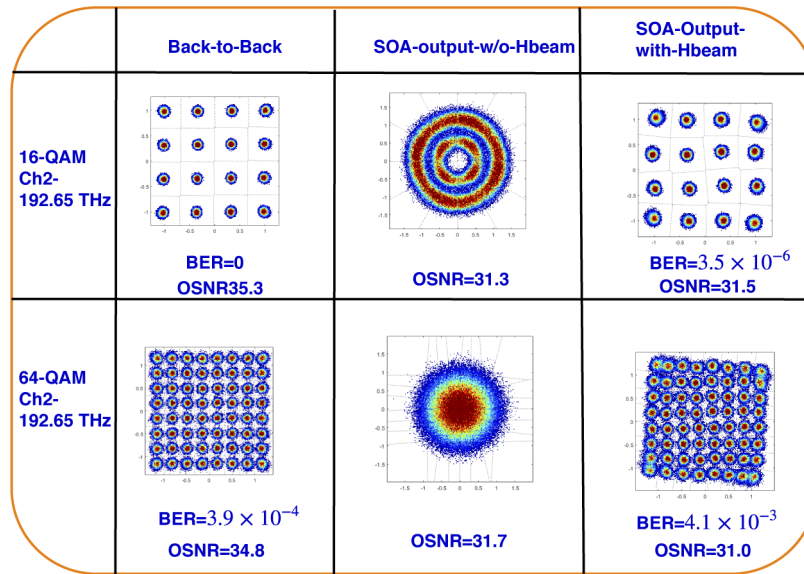 Back-to-Back
SOA-output-w/o-Hbeam
SOA-Output-
with-Hbeam
16-QAM
Ch2-
192.65 THz
BER=0
OSNR35.3
OSNR=31.3
BER=3.5 × 10⁻⁶
OSNR=31.5
64-QAM
Ch2-
192.65 THz
BER=3.9 × 10⁻⁴
OSNR=34.8
OSNR=31.7
BER=4.1 × 10⁻³
OSNR=31.0